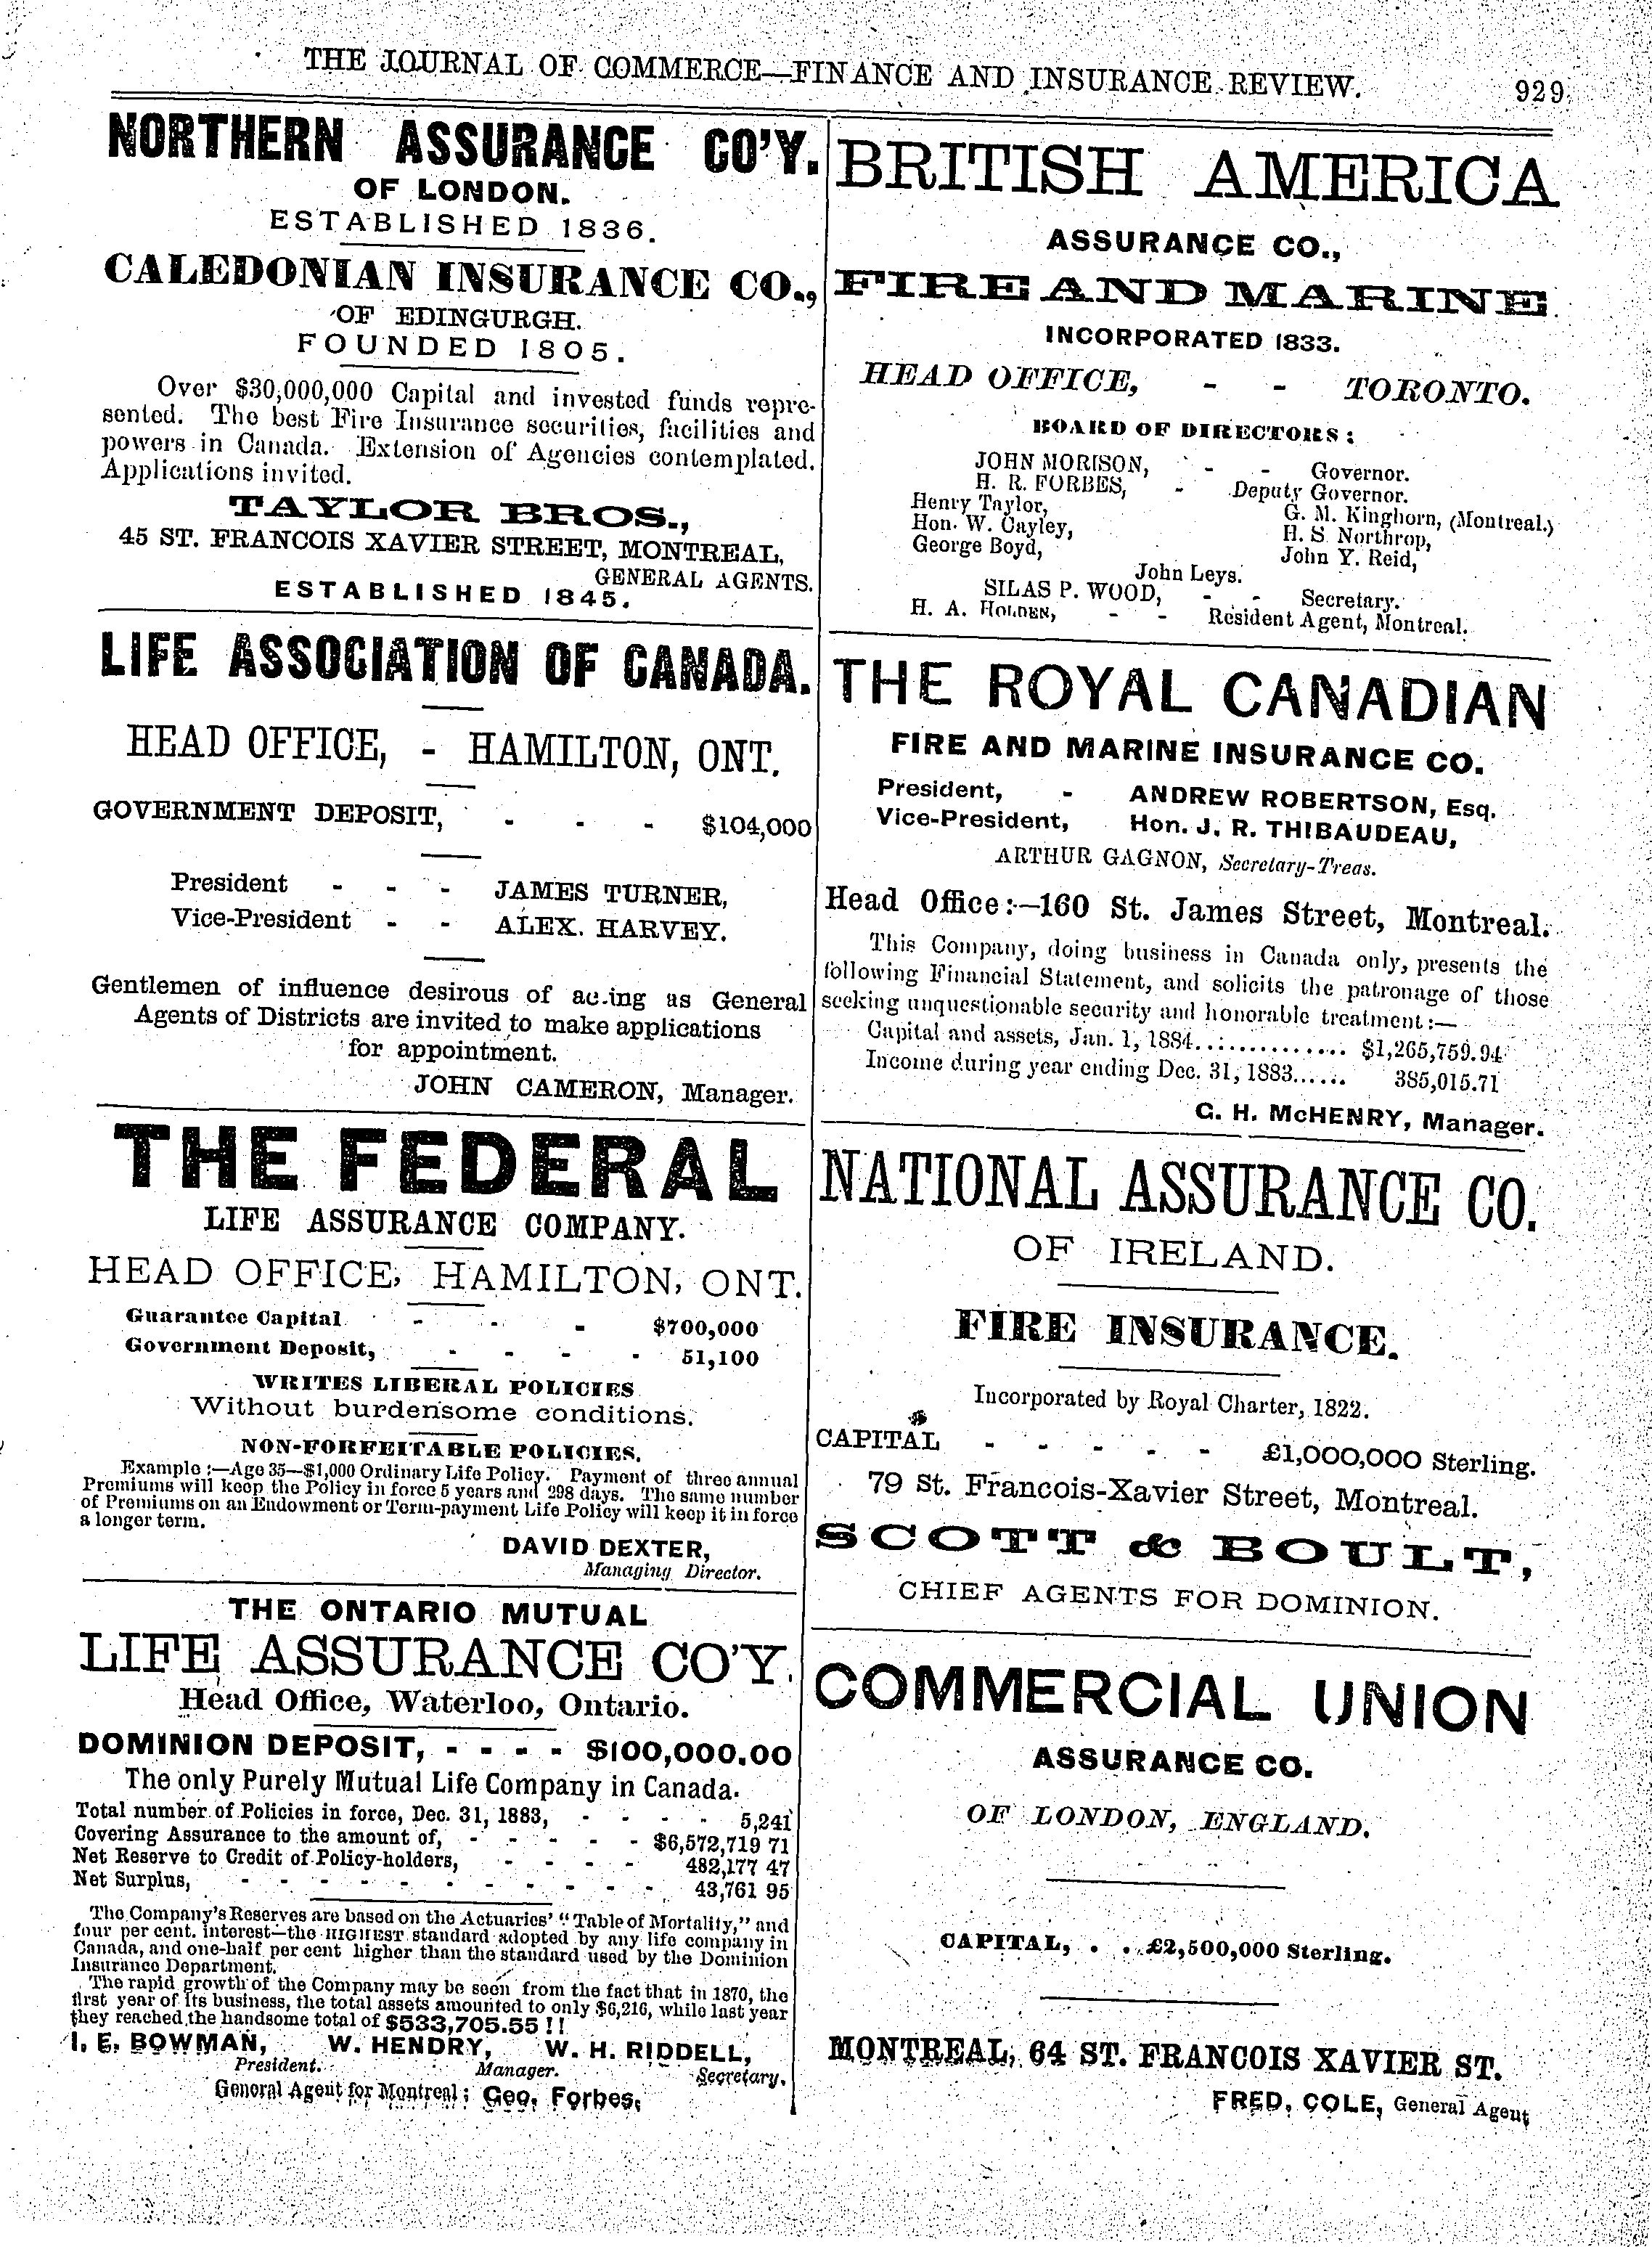 THE JOURNAL OF COMMERCE—FINANCE AND INSURANCE REVIEW. 929
NORTHERN ASSURANCE CO'Y.
OF LONDON.
ESTABLISHED 1836.
CALEDONIAN INSURANCE CO.,
OF EDINGURGH.
FOUNDED 1805.
Over $30,000,000 Capital and invested funds repre-
sented. The best Fire Insurance securities, facilities and
powers in Canada. Extension of Agencies contemplated.
Applications invited.
TAYLOR BROS.,
45 ST. FRANCOIS XAVIER STREET, MONTREAL,
GENERAL AGENTS.
ESTABLISHED 1845.
LIFE ASSOCIATION OF CANADA.
HEAD OFFICE, - HAMILTON, ONT.
GOVERNMENT DEPOSIT, - - - $104,000
President - - - JAMES TURNER,
Vice-President - - ALEX. HARVEY.
Gentlemen of influence desirous of ac.ing as General
Agents of Districts are invited to make applications
for appointment.
JOHN CAMERON, Manager.
THE FEDERAL
LIFE ASSURANCE COMPANY.
HEAD OFFICE, HAMILTON, ONT.
Guarantee Capital - - - $700,000
Government Deposit, - - - - 51,100
WRITES LIBERAL POLICIES
Without burdensome conditions.
NON-FORFEITABLE POLICIES.
Example :—Age 35—$1,000 Ordinary Life Policy. Payment of three annual
Premiums will keep the Policy in force 5 years and 298 days. The same number
of Premiums on an Endowment or Term-payment Life Policy will keep it in force
a longer term.
DAVID DEXTER,
Managing Director.
THE ONTARIO MUTUAL
LIFE ASSURANCE CO'Y.
Head Office, Waterloo, Ontario.
DOMINION DEPOSIT, - - - - $100,000.00
The only Purely Mutual Life Company in Canada.
Total number of Policies in force, Dec. 31, 1883, - - - - 5,241
Covering Assurance to the amount of, - - - - - $6,572,719 71
Net Reserve to Credit of Policy-holders, - - - - 482,177 47
Net Surplus, - - - - - - - - - - - 43,761 95
The Company's Reserves are based on the Actuaries' "Table of Mortality," and
four per cent. interest—the HIGHEST standard adopted by any life company in
Canada, and one-half per cent higher than the standard used by the Dominion
Insurance Department.
The rapid growth of the Company may be seen from the fact that in 1870, the
first year of its business, the total assets amounted to only $6,216, while last year
they reached the handsome total of $533,705.55 ! !
I. E. BOWMAN, W. HENDRY, W. H. RIDDELL,
President. Manager. Secretary.
General Agent for Montreal : Geo. Forbes,
BRITISH AMERICA
ASSURANCE CO.,
FIRE AND MARINE
INCORPORATED 1833.
HEAD OFFICE, - - TORONTO.
BOARD OF DIRECTORS :
JOHN MORISON, - - Governor.
H. R. FORBES, - Deputy Governor.
Henry Taylor, G. M. Kinghorn, (Montreal.)
Hon. W. Cayley, H. S. Northrop,
George Boyd, John Y. Reid,
John Leys.
SILAS P. WOOD, - - Secretary.
H. A. HOLDEN, - - Resident Agent, Montreal.
THE ROYAL CANADIAN
FIRE AND MARINE INSURANCE CO.
President, - ANDREW ROBERTSON, Esq.
Vice-President, Hon. J. R. THIBAUDEAU,
ARTHUR GAGNON, Secretary-Treas.
Head Office:—160 St. James Street, Montreal.
This Company, doing business in Canada only, presents the
following Financial Statement, and solicits the patronage of those
seeking unquestionable security and honorable treatment:—
Capital and assets, Jan. 1, 1884.............. $1,265,759.94
Income during year ending Dec. 31, 1883...... 385,015.71
G. H. McHENRY, Manager.
NATIONAL ASSURANCE CO.
OF IRELAND.
FIRE INSURANCE.
Incorporated by Royal Charter, 1822.
CAPITAL - - - - - £1,000,000 Sterling.
79 St. Francois-Xavier Street, Montreal.
SCOTT & BOULT,
CHIEF AGENTS FOR DOMINION.
COMMERCIAL UNION
ASSURANCE CO.
OF LONDON, ENGLAND.
CAPITAL, . . £2,500,000 Sterling.
MONTREAL, 64 ST. FRANCOIS XAVIER ST.
FRED, COLE, General Agent